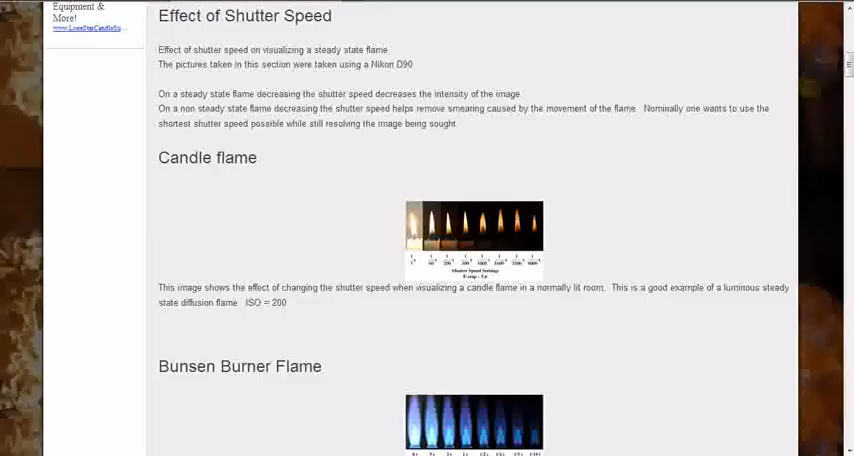 Equipment &
More!
www.LoneStarCandleSu...
Effect of Shutter Speed
Effect of shutter speed on visualizing a steady state flame.
The pictures taken in this section were taken using a Nikon D90
On a steady state flame decreasing the shutter speed decreases the intensity of the image.
On a non steady state flame decreasing the shutter speed helps remove smearing caused by the movement of the flame. Nominally one wants to use the
shortest shutter speed possible while still resolving the image being sought
Candle flame
Shutter Speed Settings
This image shows the effect of changing the shutter speed when visualizing a candle flame in a normally lit room. This is a good example of a luminous steady
state diffusion flame. ISO = 200
Bunsen Burner Flame